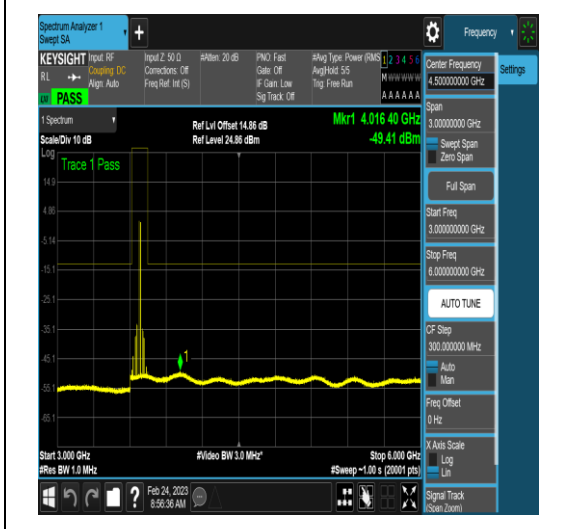 Spectrum Analyzer 1
Swept SA
Frequency
KEYSIGHT
Input: RF
Coupling: DC
Align: Auto
Input Z: 50 Ω
Corrections: Off
Freq Ref: Int (S)
#Atten: 20 dB
PNO: Fast
Gate: Off
IF Gain: Low
Sig Track: Off
#Avg Type: Power (RMS
Avg|Hold: 5/5
Trig: Free Run
1 2 3 4 5 6
M W W W W W
A A A A A A
RL
PASS
1 Spectrum
Scale/Div 10 dB
Ref Lvl Offset 14.86 dB
Ref Level 24.86 dBm
Mkr1 4.016 40 GHz
-49.41 dBm
Log
Trace 1 Pass
14.9
4.86
-5.14
-15.1
-25.1
-35.1
-45.1
-55.1
-65.1
1
Start 3.000 GHz
#Res BW 1.0 MHz
#Video BW 3.0 MHz*
Stop 6.000 GHz
#Sweep ~1.00 s (20001 pts)
Feb 24, 2023
8:56:36 AM
Settings
Center Frequency
4.500000000 GHz
Span
3.00000000 GHz
Swept Span
Zero Span
Full Span
Start Freq
3.000000000 GHz
Stop Freq
6.000000000 GHz
AUTO TUNE
CF Step
300.000000 MHz
Auto
Man
Freq Offset
0 Hz
X Axis Scale
Log
Lin
Signal Track
(Span Zoom)